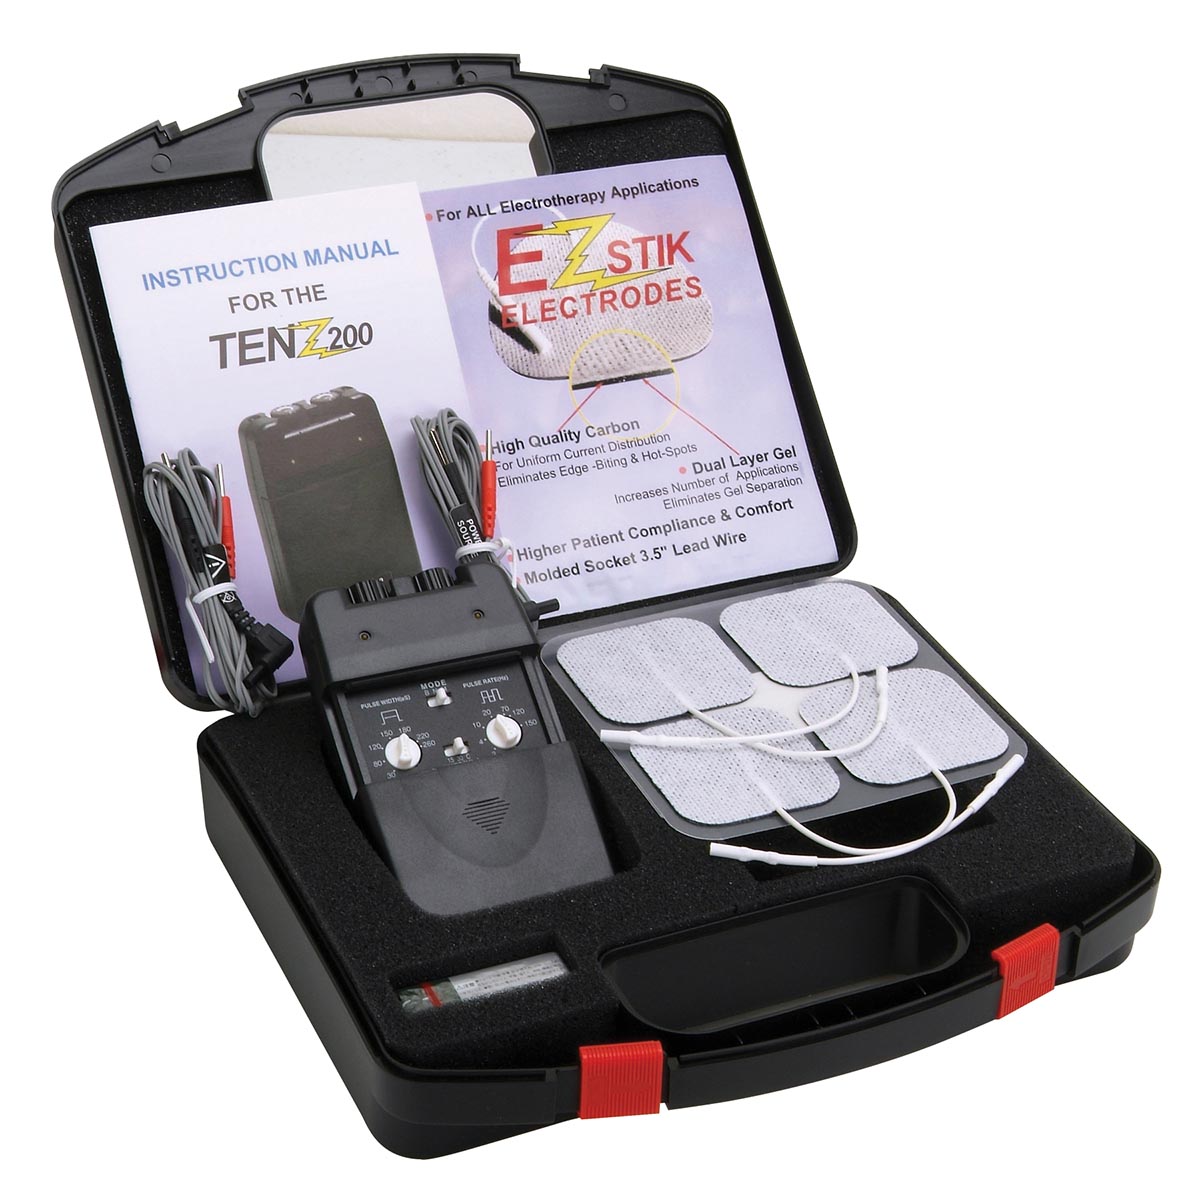 INSTRUCTION MANUAL
FOR THE
TENZ200
• For ALL Electrotherapy Applications
EZ STIK
ELECTRODES
• High Quality Carbon
For Uniform Current Distribution
Eliminates Edge -Biting & Hot-Spots
• Dual Layer Gel
Increases Number of Applications
Eliminates Gel Separation
• Higher Patient Compliance & Comfort
• Molded Socket 3.5" Lead Wire
MODE
PULSE WIDTH(µS)
PULSE RATE(Hz)
30
80
120
150
180
220
260
4
10
20
70
120
150